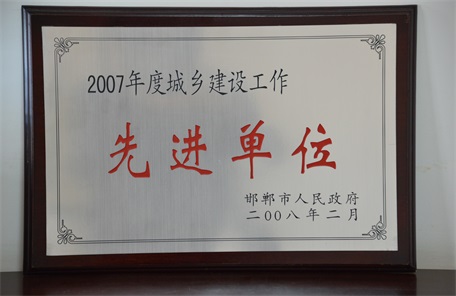 2007年度城乡建设工作
先进单位
邯郸市人民政府
二〇〇八年二月